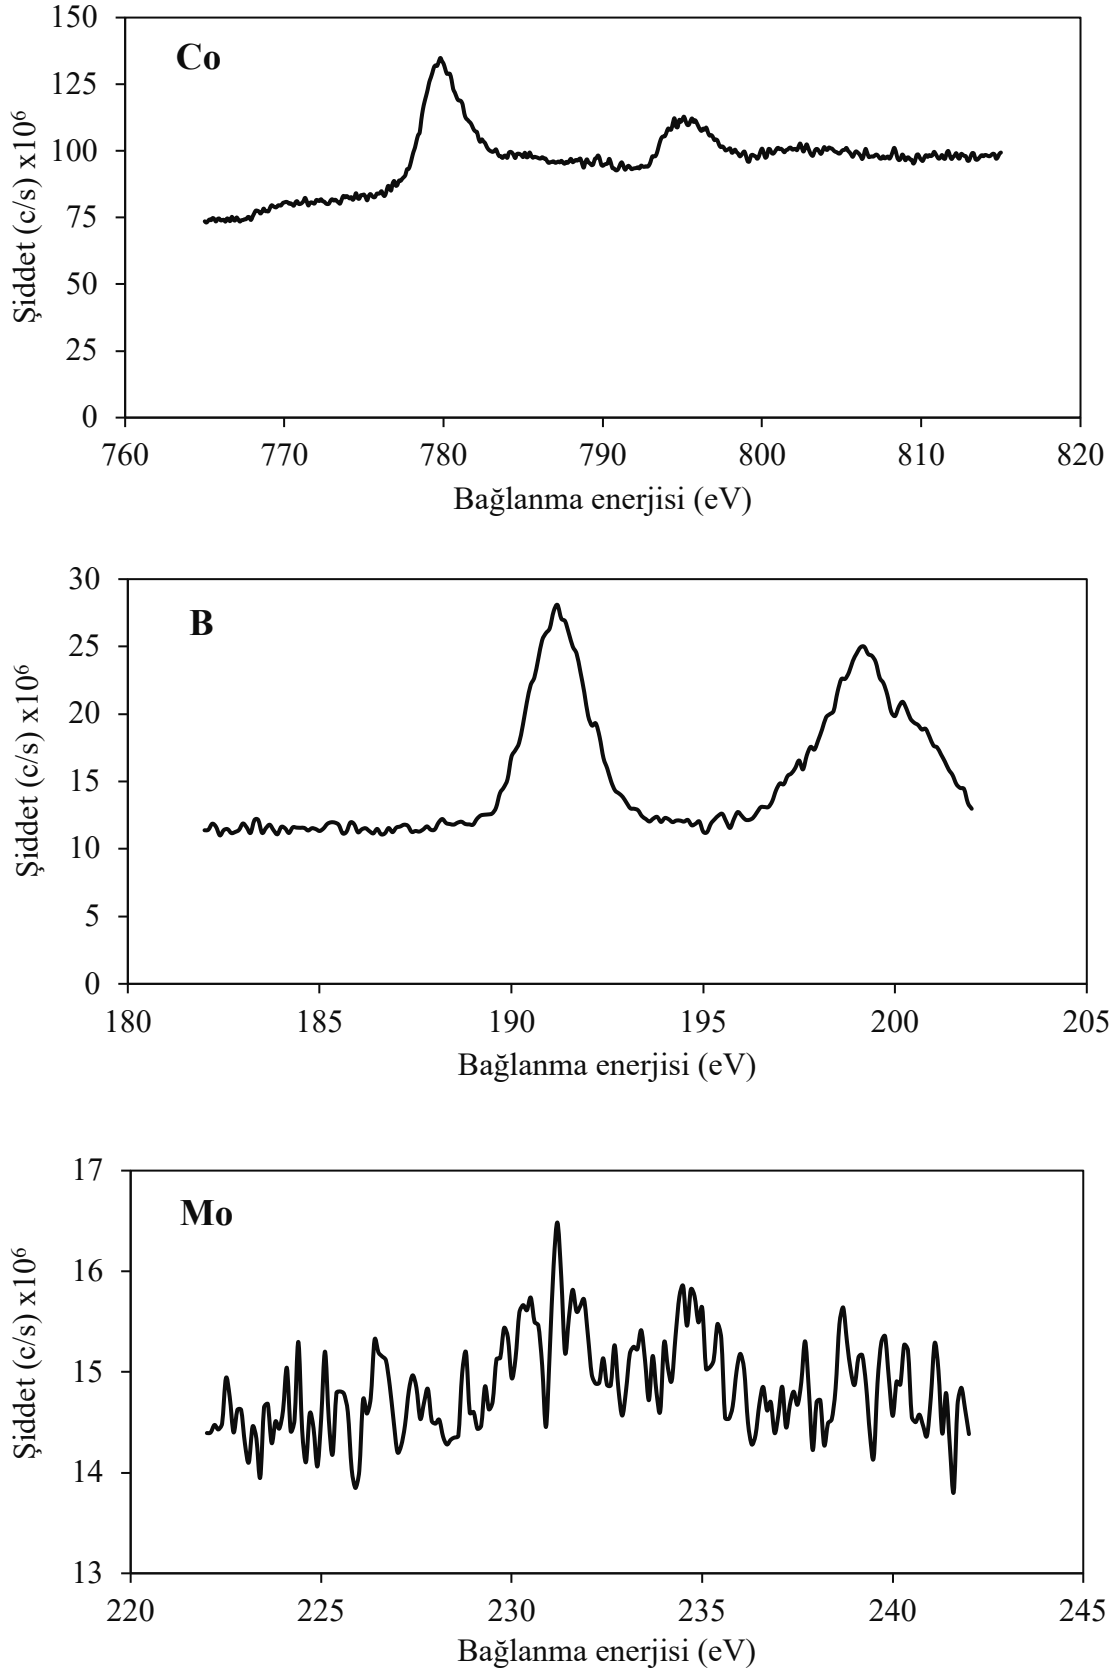 Co
Şiddet (c/s) x10⁶
150
125
100
75
50
25
0
760 770 780 790 800 810 820
Bağlanma enerjisi (eV)
B
Şiddet (c/s) x10⁶
30
25
20
15
10
5
0
180 185 190 195 200 205
Bağlanma enerjisi (eV)
Mo
Şiddet (c/s) x10⁶
17
16
15
14
13
220 225 230 235 240 245
Bağlanma enerjisi (eV)